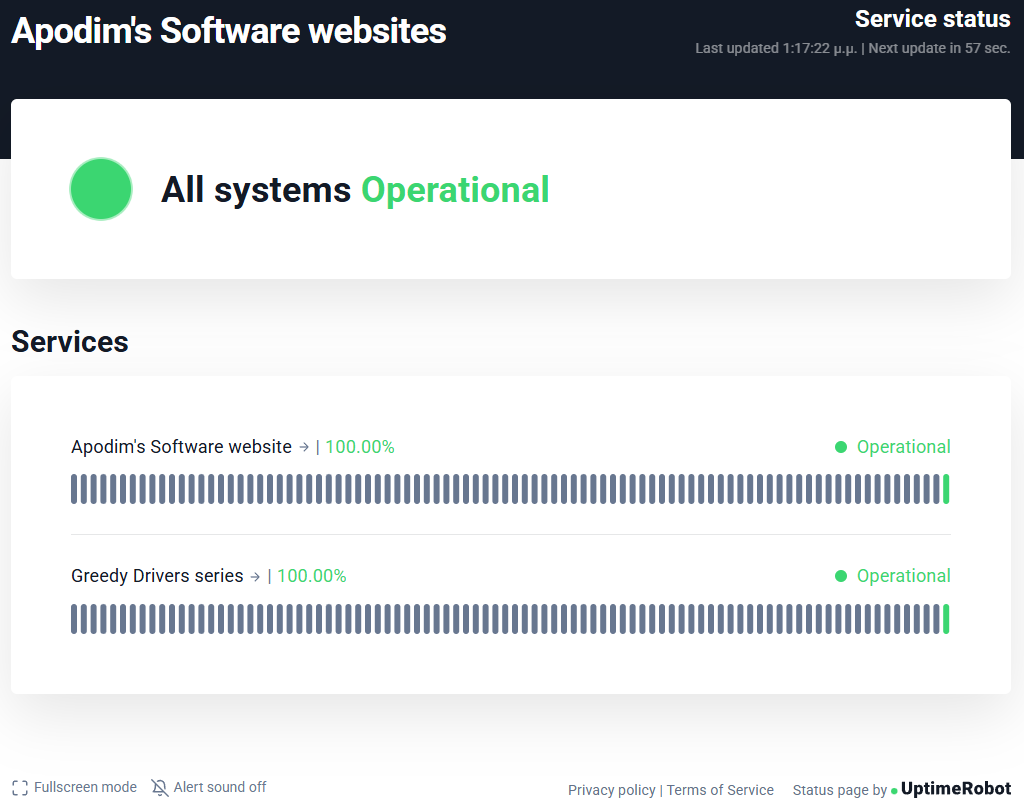 Apodim's Software websites
Service status
Last updated 1:17:22 μ.μ. | Next update in 57 sec.
All systems Operational
Services
Apodim's Software website → | 100.00%
Operational
Greedy Drivers series → | 100.00%
Operational
Fullscreen mode
Alert sound off
Privacy policy | Terms of Service
Status page by UptimeRobot